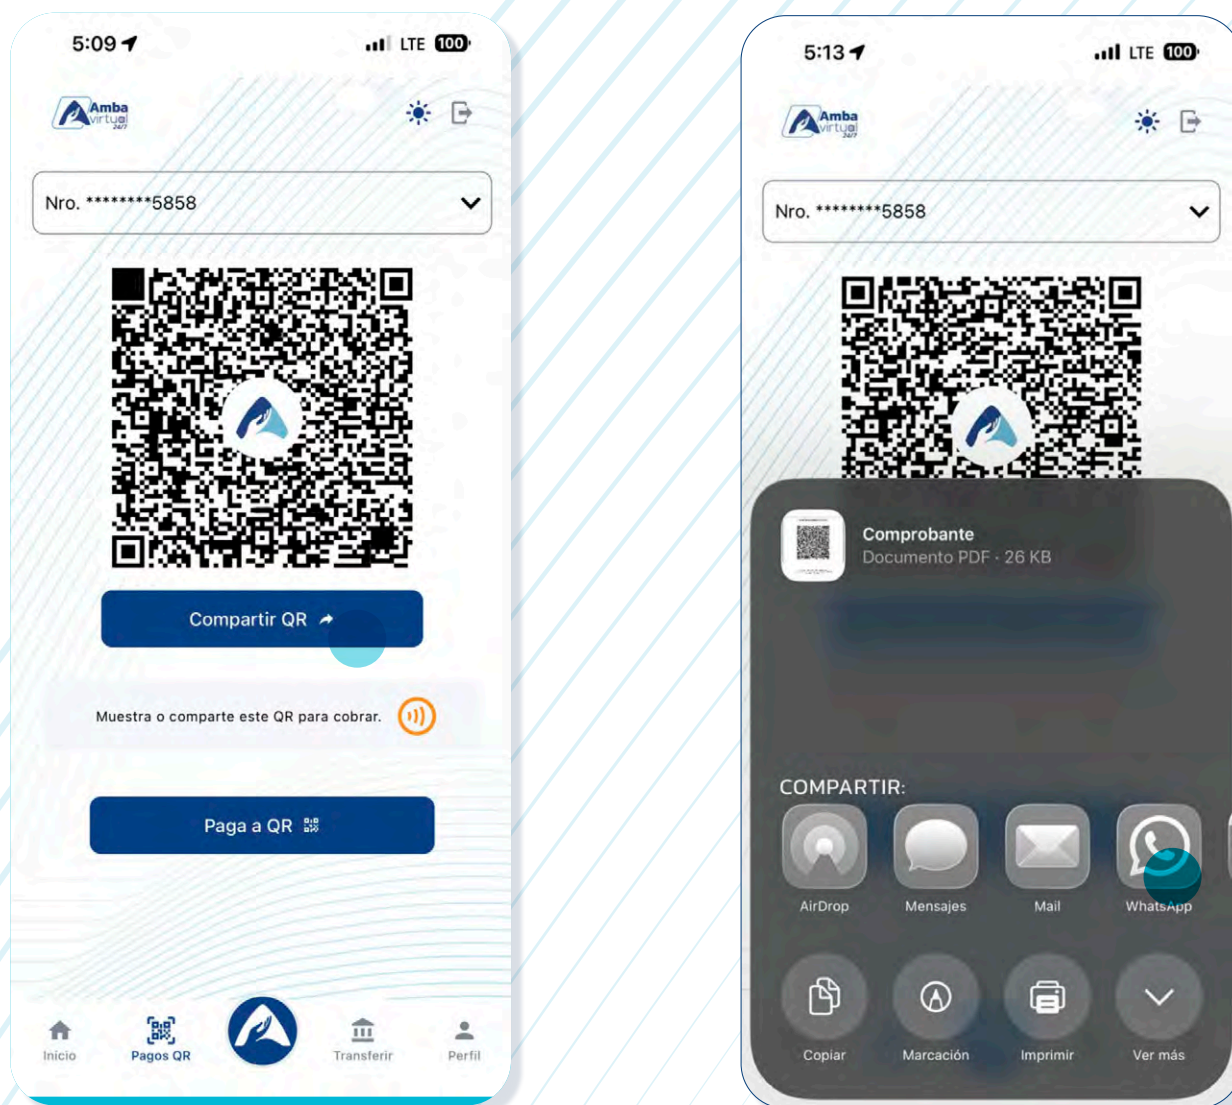 5:09
LTE 100
Amba
virtual
24/7
Nro. ********5858
Compartir QR
Muestra o comparte este QR para cobrar.
Paga a QR
Inicio
Pagos QR
Transferir
Perfil
5:13
LTE 100
Amba
virtual
24/7
Nro. ********5858
Comprobante
Documento PDF · 26 KB
COMPARTIR:
AirDrop
Mensajes
Mail
WhatsApp
Copiar
Marcación
Imprimir
Ver más